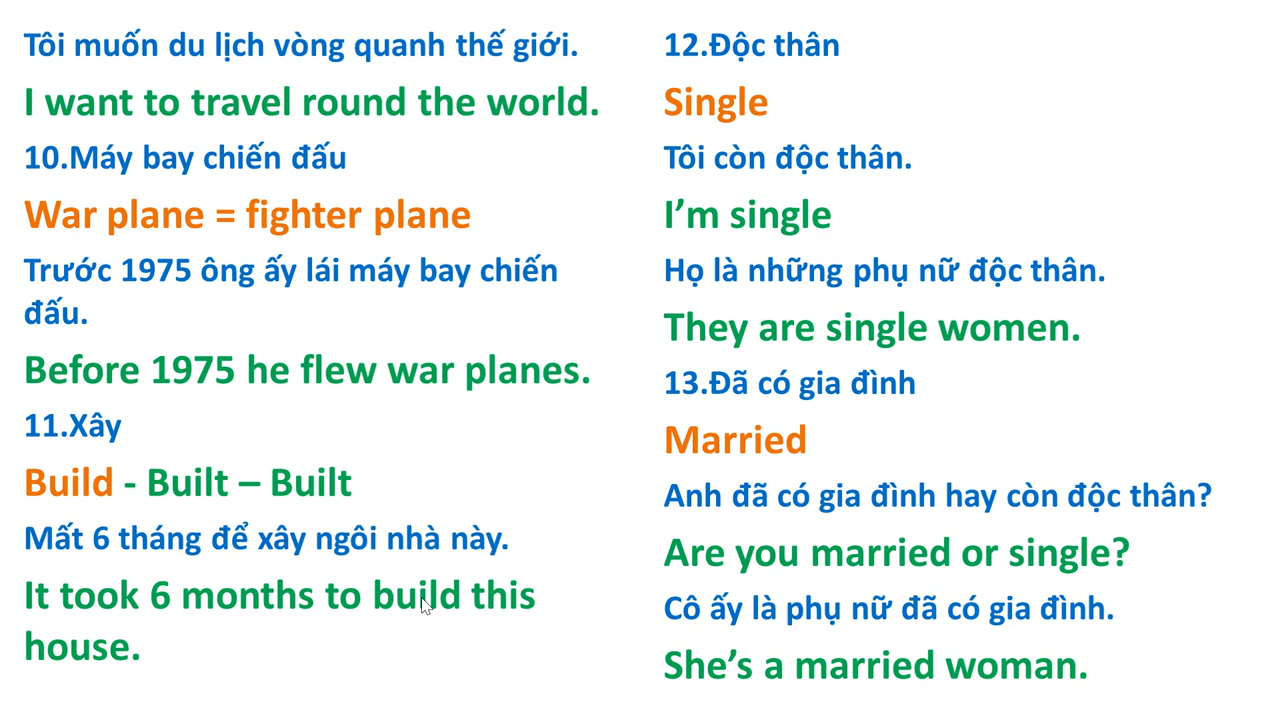 Tôi muốn du lịch vòng quanh thế giới.
I want to travel round the world.
10.Máy bay chiến đấu
War plane = fighter plane
Trước 1975 ông ấy lái máy bay chiến
đấu.
Before 1975 he flew war planes.
11.Xây
Build - Built – Built
Mất 6 tháng để xây ngôi nhà này.
It took 6 months to build this
house.
12.Độc thân
Single
Tôi còn độc thân.
I’m single
Họ là những phụ nữ độc thân.
They are single women.
13.Đã có gia đình
Married
Anh đã có gia đình hay còn độc thân?
Are you married or single?
Cô ấy là phụ nữ đã có gia đình.
She’s a married woman.